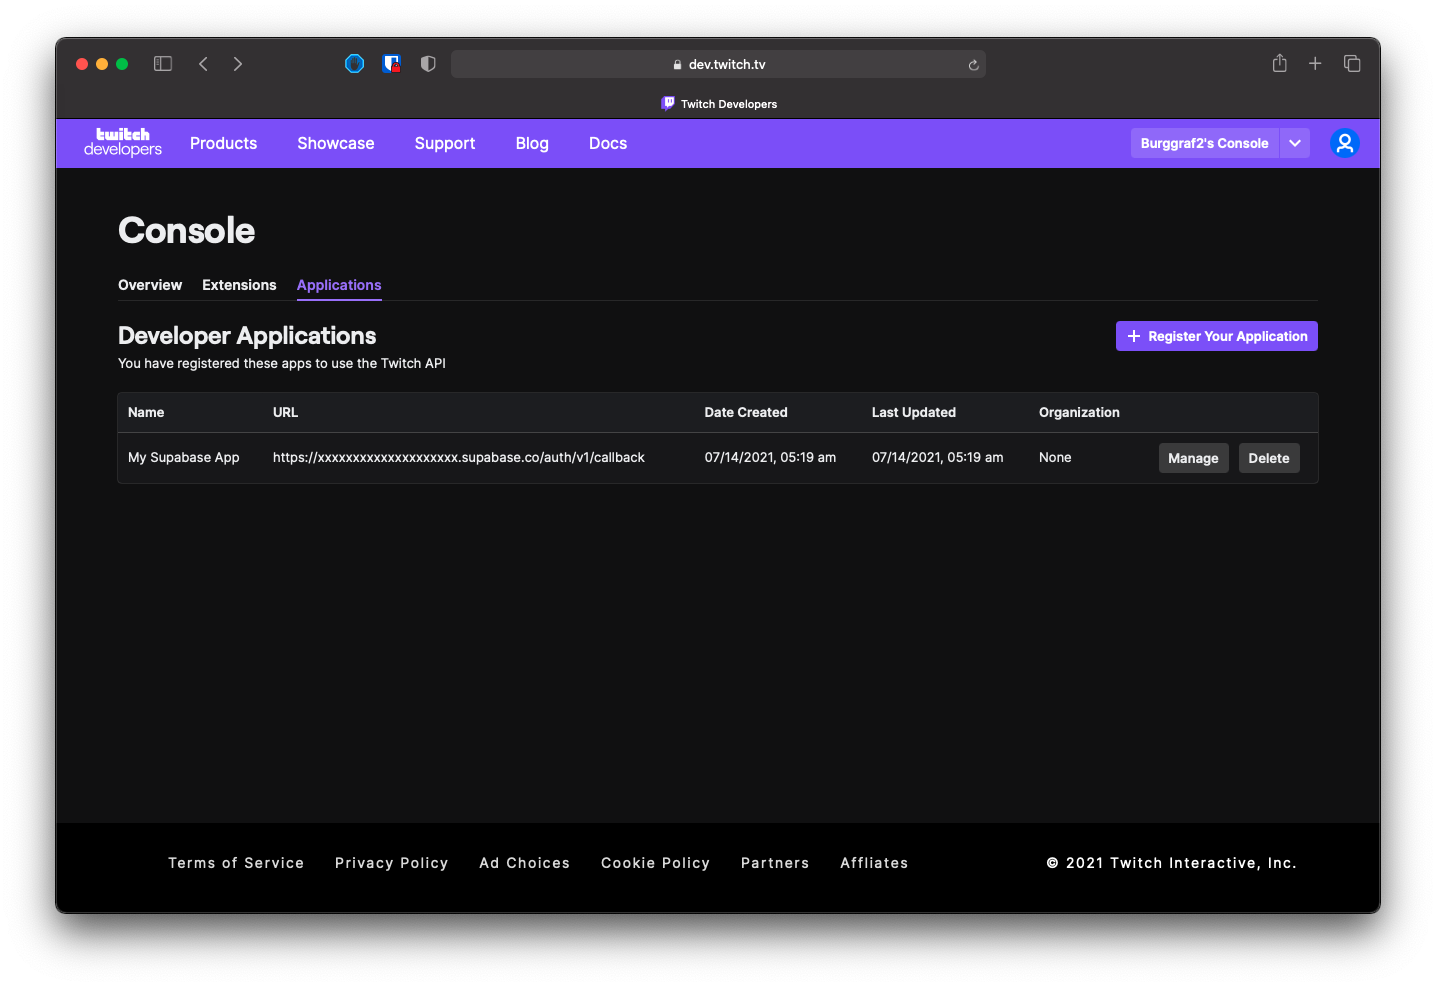 dev.twitch.tv
Twitch Developers
twitch
developers
Products Showcase Support Blog Docs Burggraf2's Console
Console
Overview Extensions Applications
Developer Applications
+ Register Your Application
You have registered these apps to use the Twitch API
Name URL Date Created Last Updated Organization
My Supabase App https://xxxxxxxxxxxxxxxxxxxx.supabase.co/auth/v1/callback 07/14/2021, 05:19 am 07/14/2021, 05:19 am None Manage Delete
Terms of Service Privacy Policy Ad Choices Cookie Policy Partners Affliates © 2021 Twitch Interactive, Inc.